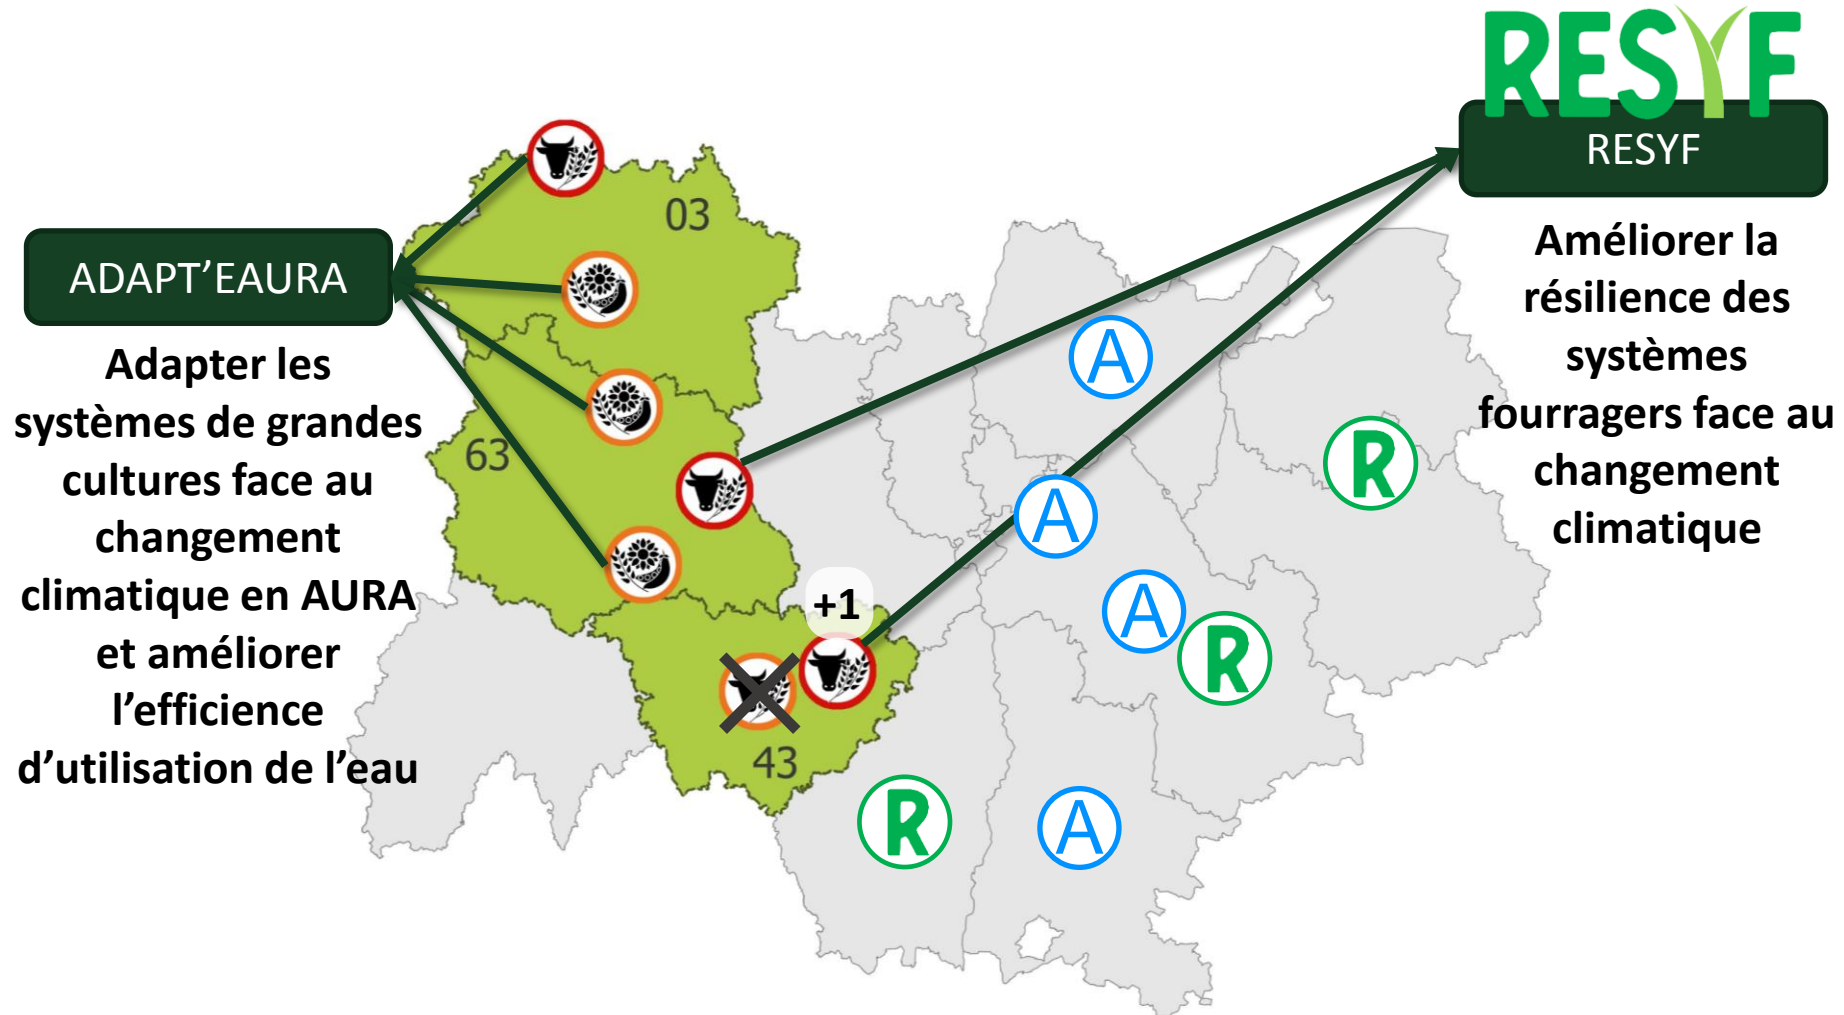 RESYF
RESYF
Améliorer la
résilience des
systèmes
fourragers face au
changement
climatique
ADAPT’EAURA
Adapter les
systèmes de grandes
cultures face au
changement
climatique en AURA
et améliorer
l’efficience
d’utilisation de l’eau
03
63
+1
43
A
A
A
A
R
R
R